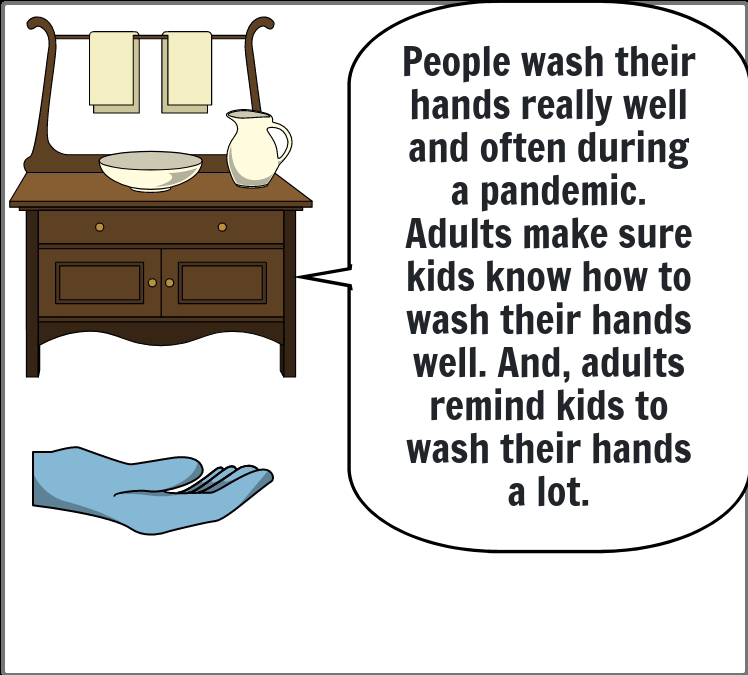 People wash their
hands really well
and often during
a pandemic.
Adults make sure
kids know how to
wash their hands
well. And, adults
remind kids to
wash their hands
a lot.